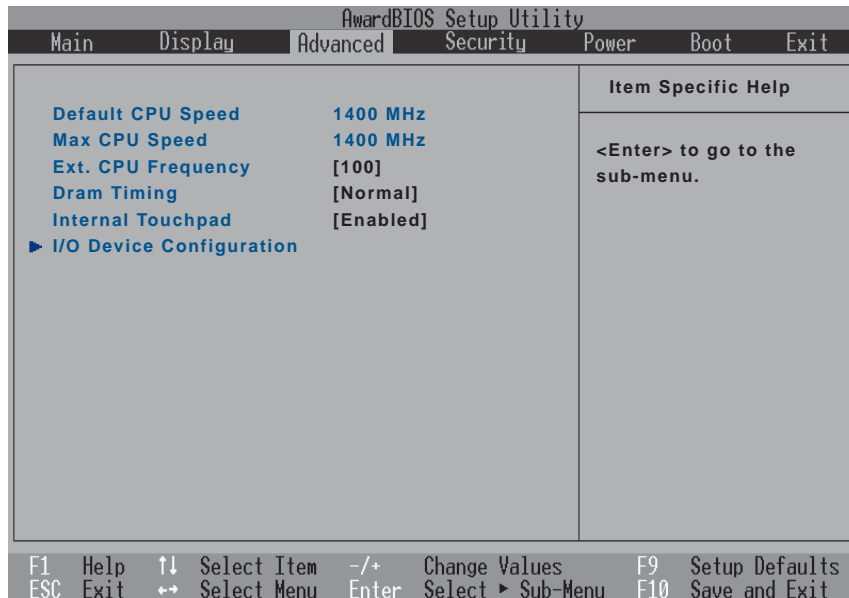 AwardBIOS Setup Utility
Main Display Advanced Security Power Boot Exit
Item Specific Help
Default CPU Speed 1400 MHz
Max CPU Speed 1400 MHz
Ext. CPU Frequency [100]
Dram Timing [Normal]
Internal Touchpad [Enabled]
▶ I/O Device Configuration
<Enter> to go to the
sub-menu.
F1 Help ↑↓ Select Item -/+ Change Values F9 Setup Defaults
ESC Exit ←→ Select Menu Enter Select ▶ Sub-Menu F10 Save and Exit